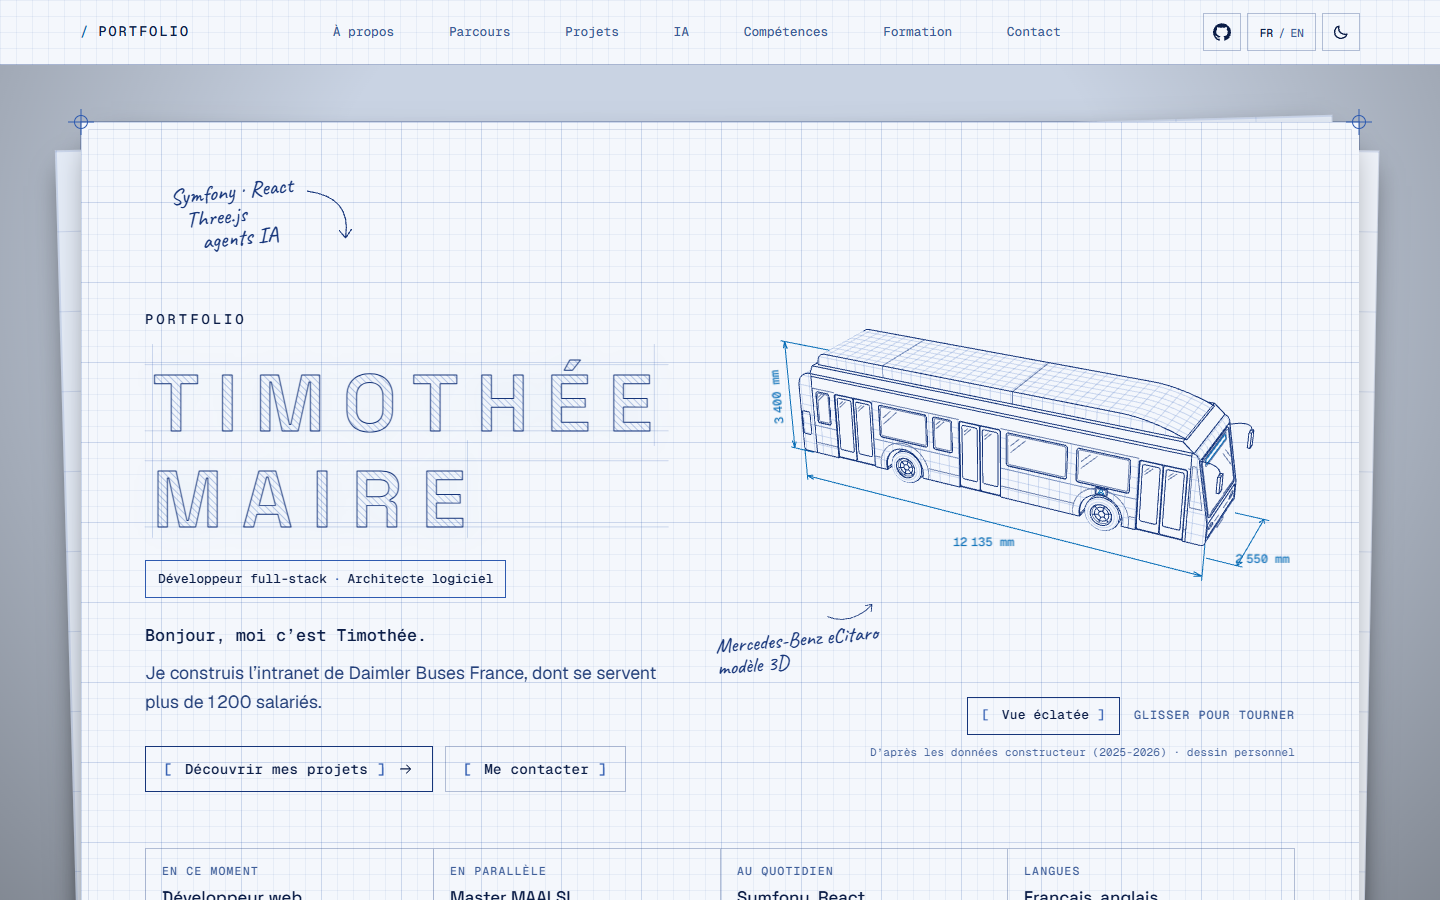 / PORTFOLIO
À propos
Parcours
Projets
IA
Compétences
Formation
Contact
FR / EN
Symfony · React
Three.js
agents IA
PORTFOLIO
TIMOTHÉE
MAIRE
Développeur full-stack · Architecte logiciel
Bonjour, moi c’est Timothée.
Je construis l’intranet de Daimler Buses France, dont se servent
plus de 1 200 salariés.
[ Découvrir mes projets ] →
[ Me contacter ]
3 400 mm
12 135 mm
2 550 mm
Mercedes-Benz eCitaro
modèle 3D
[ Vue éclatée ]
GLISSER POUR TOURNER
D’après les données constructeur (2025-2026) · dessin personnel
EN CE MOMENT
Développeur web
EN PARALLÈLE
Master MAALSI
AU QUOTIDIEN
Symfony, React
LANGUES
Français, anglais